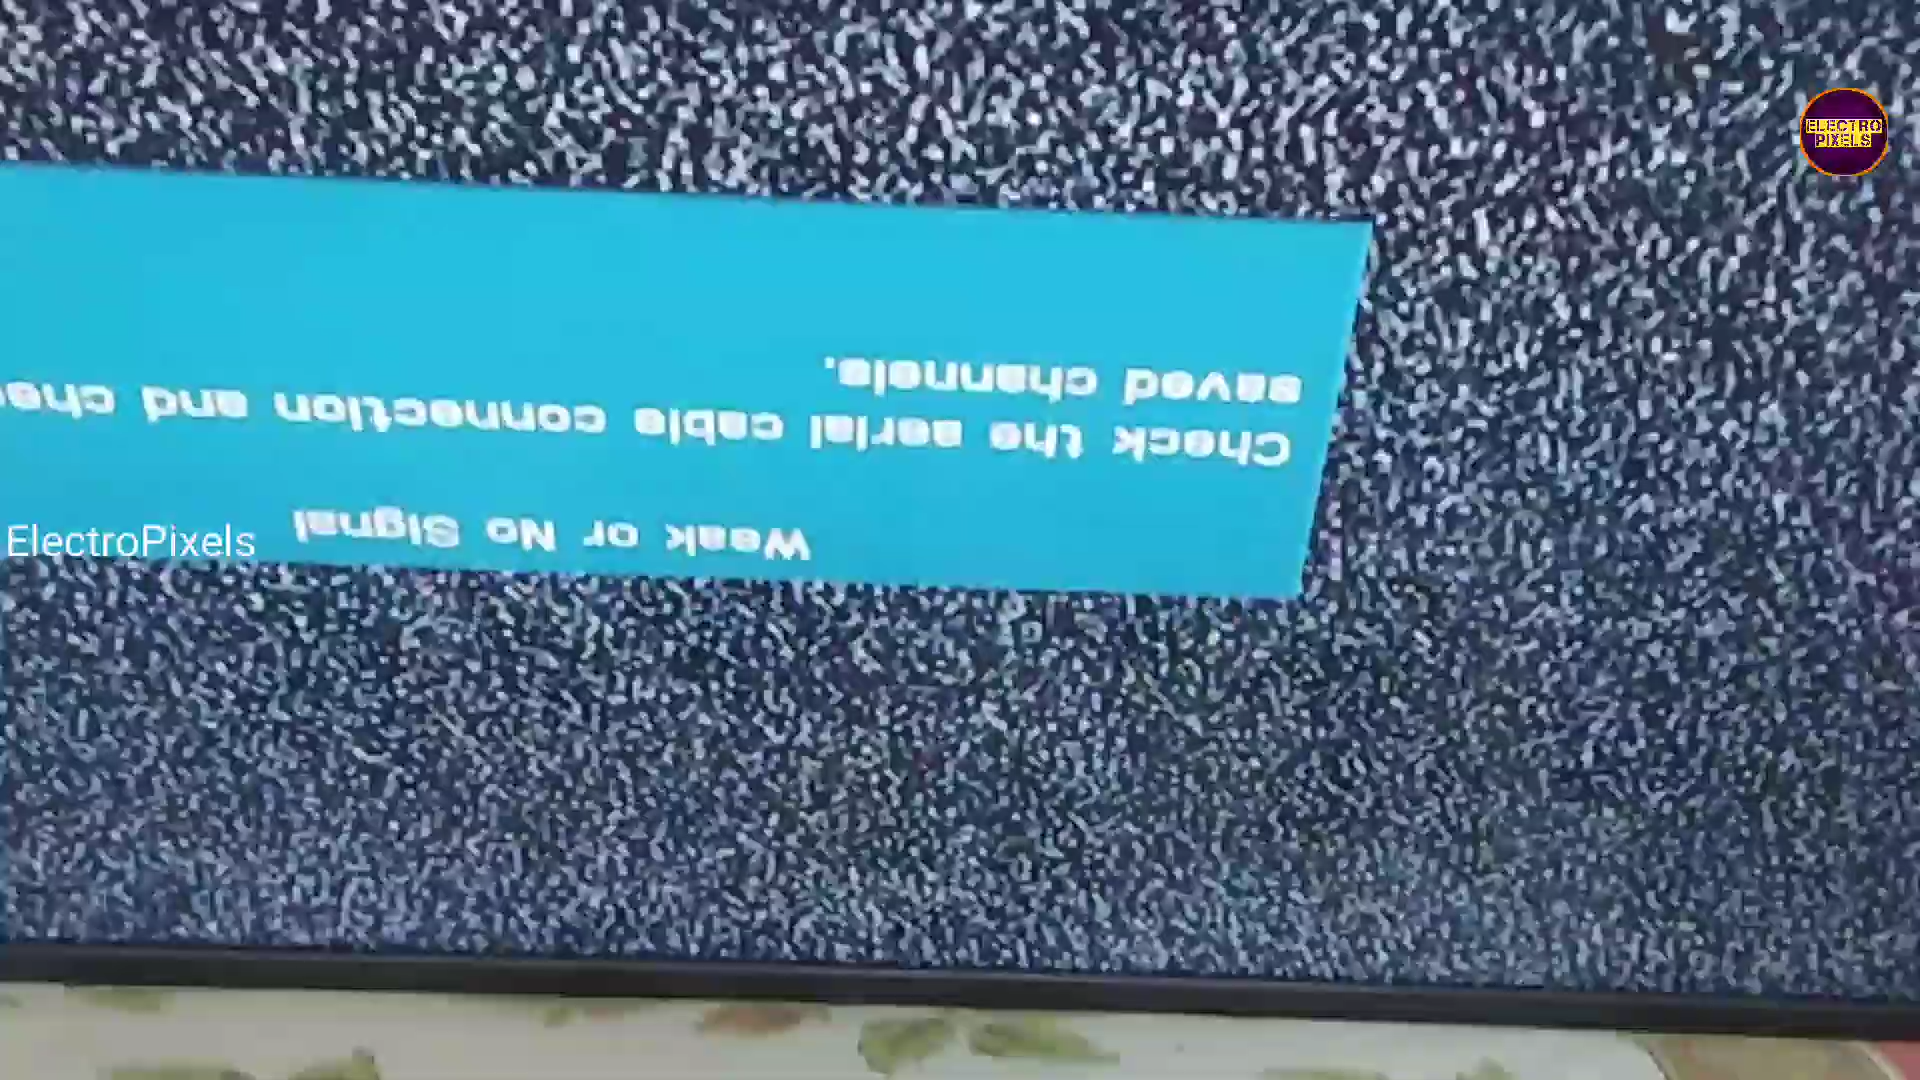 Weak or No Signal
Check the aerial cable connection and
saved channels.
ElectroPixels
ELECTRO
PIXELS